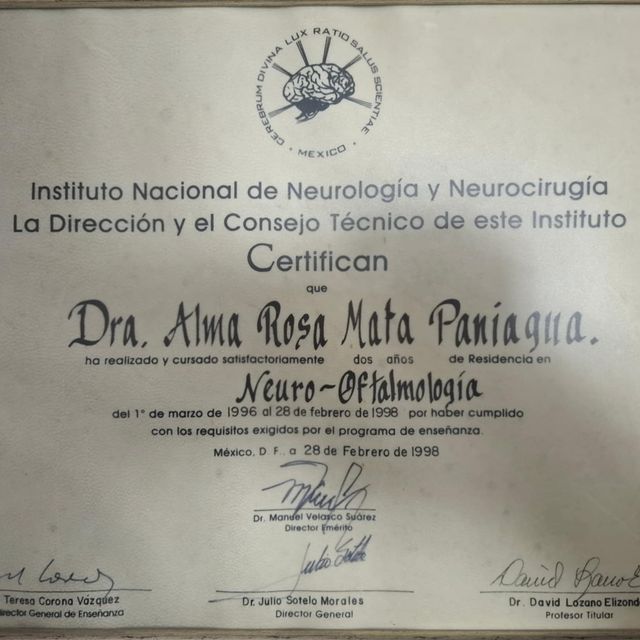 CEREBRUM DIVINA LUX RATIO SALUS SCIENTIAE
· MEXICO ·
Instituto Nacional de Neurología y Neurocirugía
La Dirección y el Consejo Técnico de este Instituto
Certifican
que
Dra. Alma Rosa Mata Paniagua.
ha realizado y cursado satisfactoriamente dos años de Residencia en
Neuro-Oftalmología
del 1° de marzo de 1996 al 28 de febrero de 1998 por haber cumplido
con los requisitos exigidos por el programa de enseñanza.
México, D. F., a 28 de Febrero de 1998
Dr. Manuel Velasco Suárez
Director Emérito
Teresa Corona Vázquez
Director General de Enseñanza
Dr. Julio Sotelo Morales
Director General
Dr. David Lozano Elizond
Profesor Titular